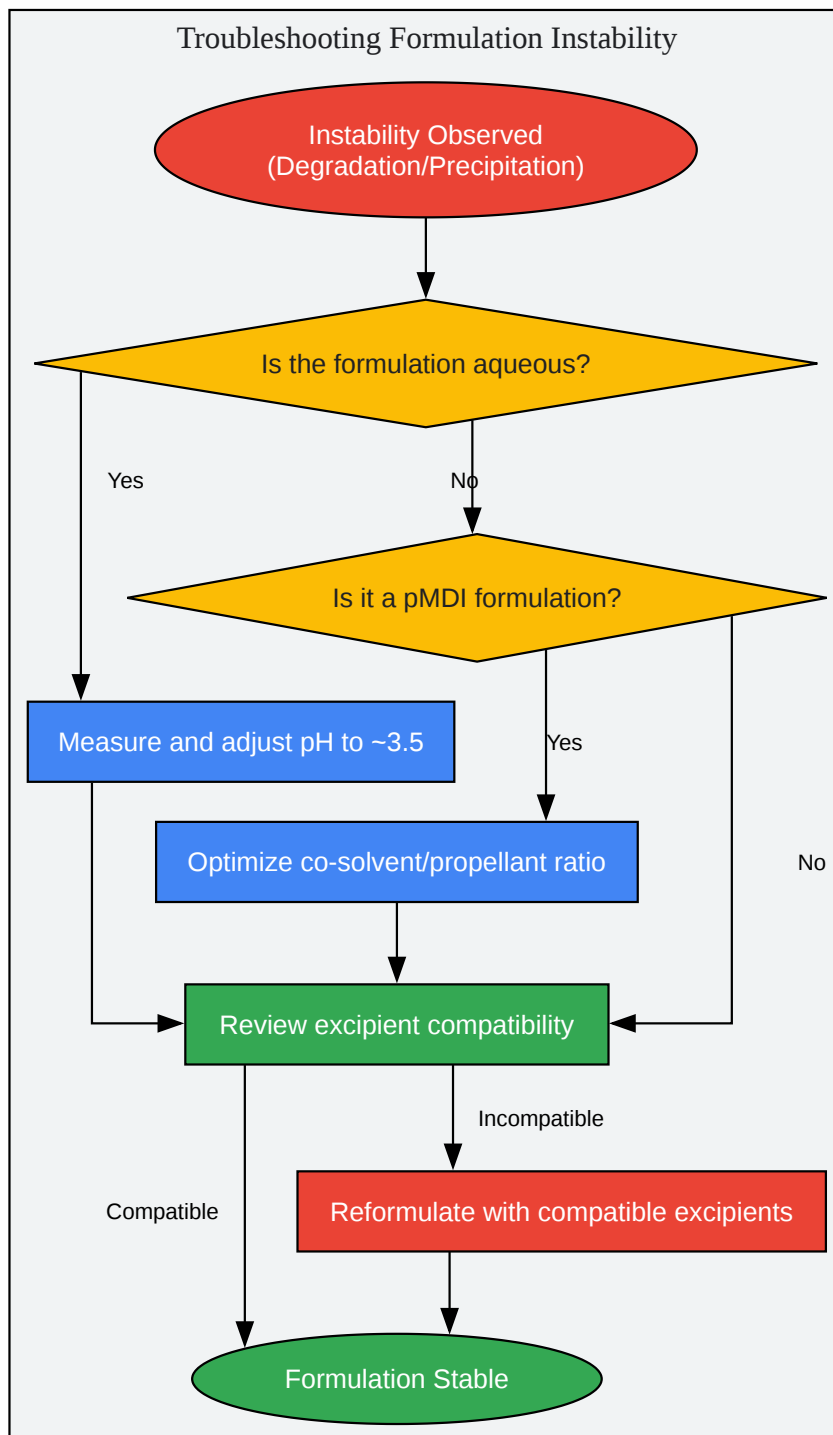 Troubleshooting Formulation Instability
Instability Observed
(Degradation/Precipitation)
Is the formulation aqueous?
Yes
No
Is it a pMDI formulation?
Measure and adjust pH to ~3.5
Yes
Optimize co-solvent/propellant ratio
No
Review excipient compatibility
Incompatible
Compatible
Reformulate with compatible excipients
Formulation Stable